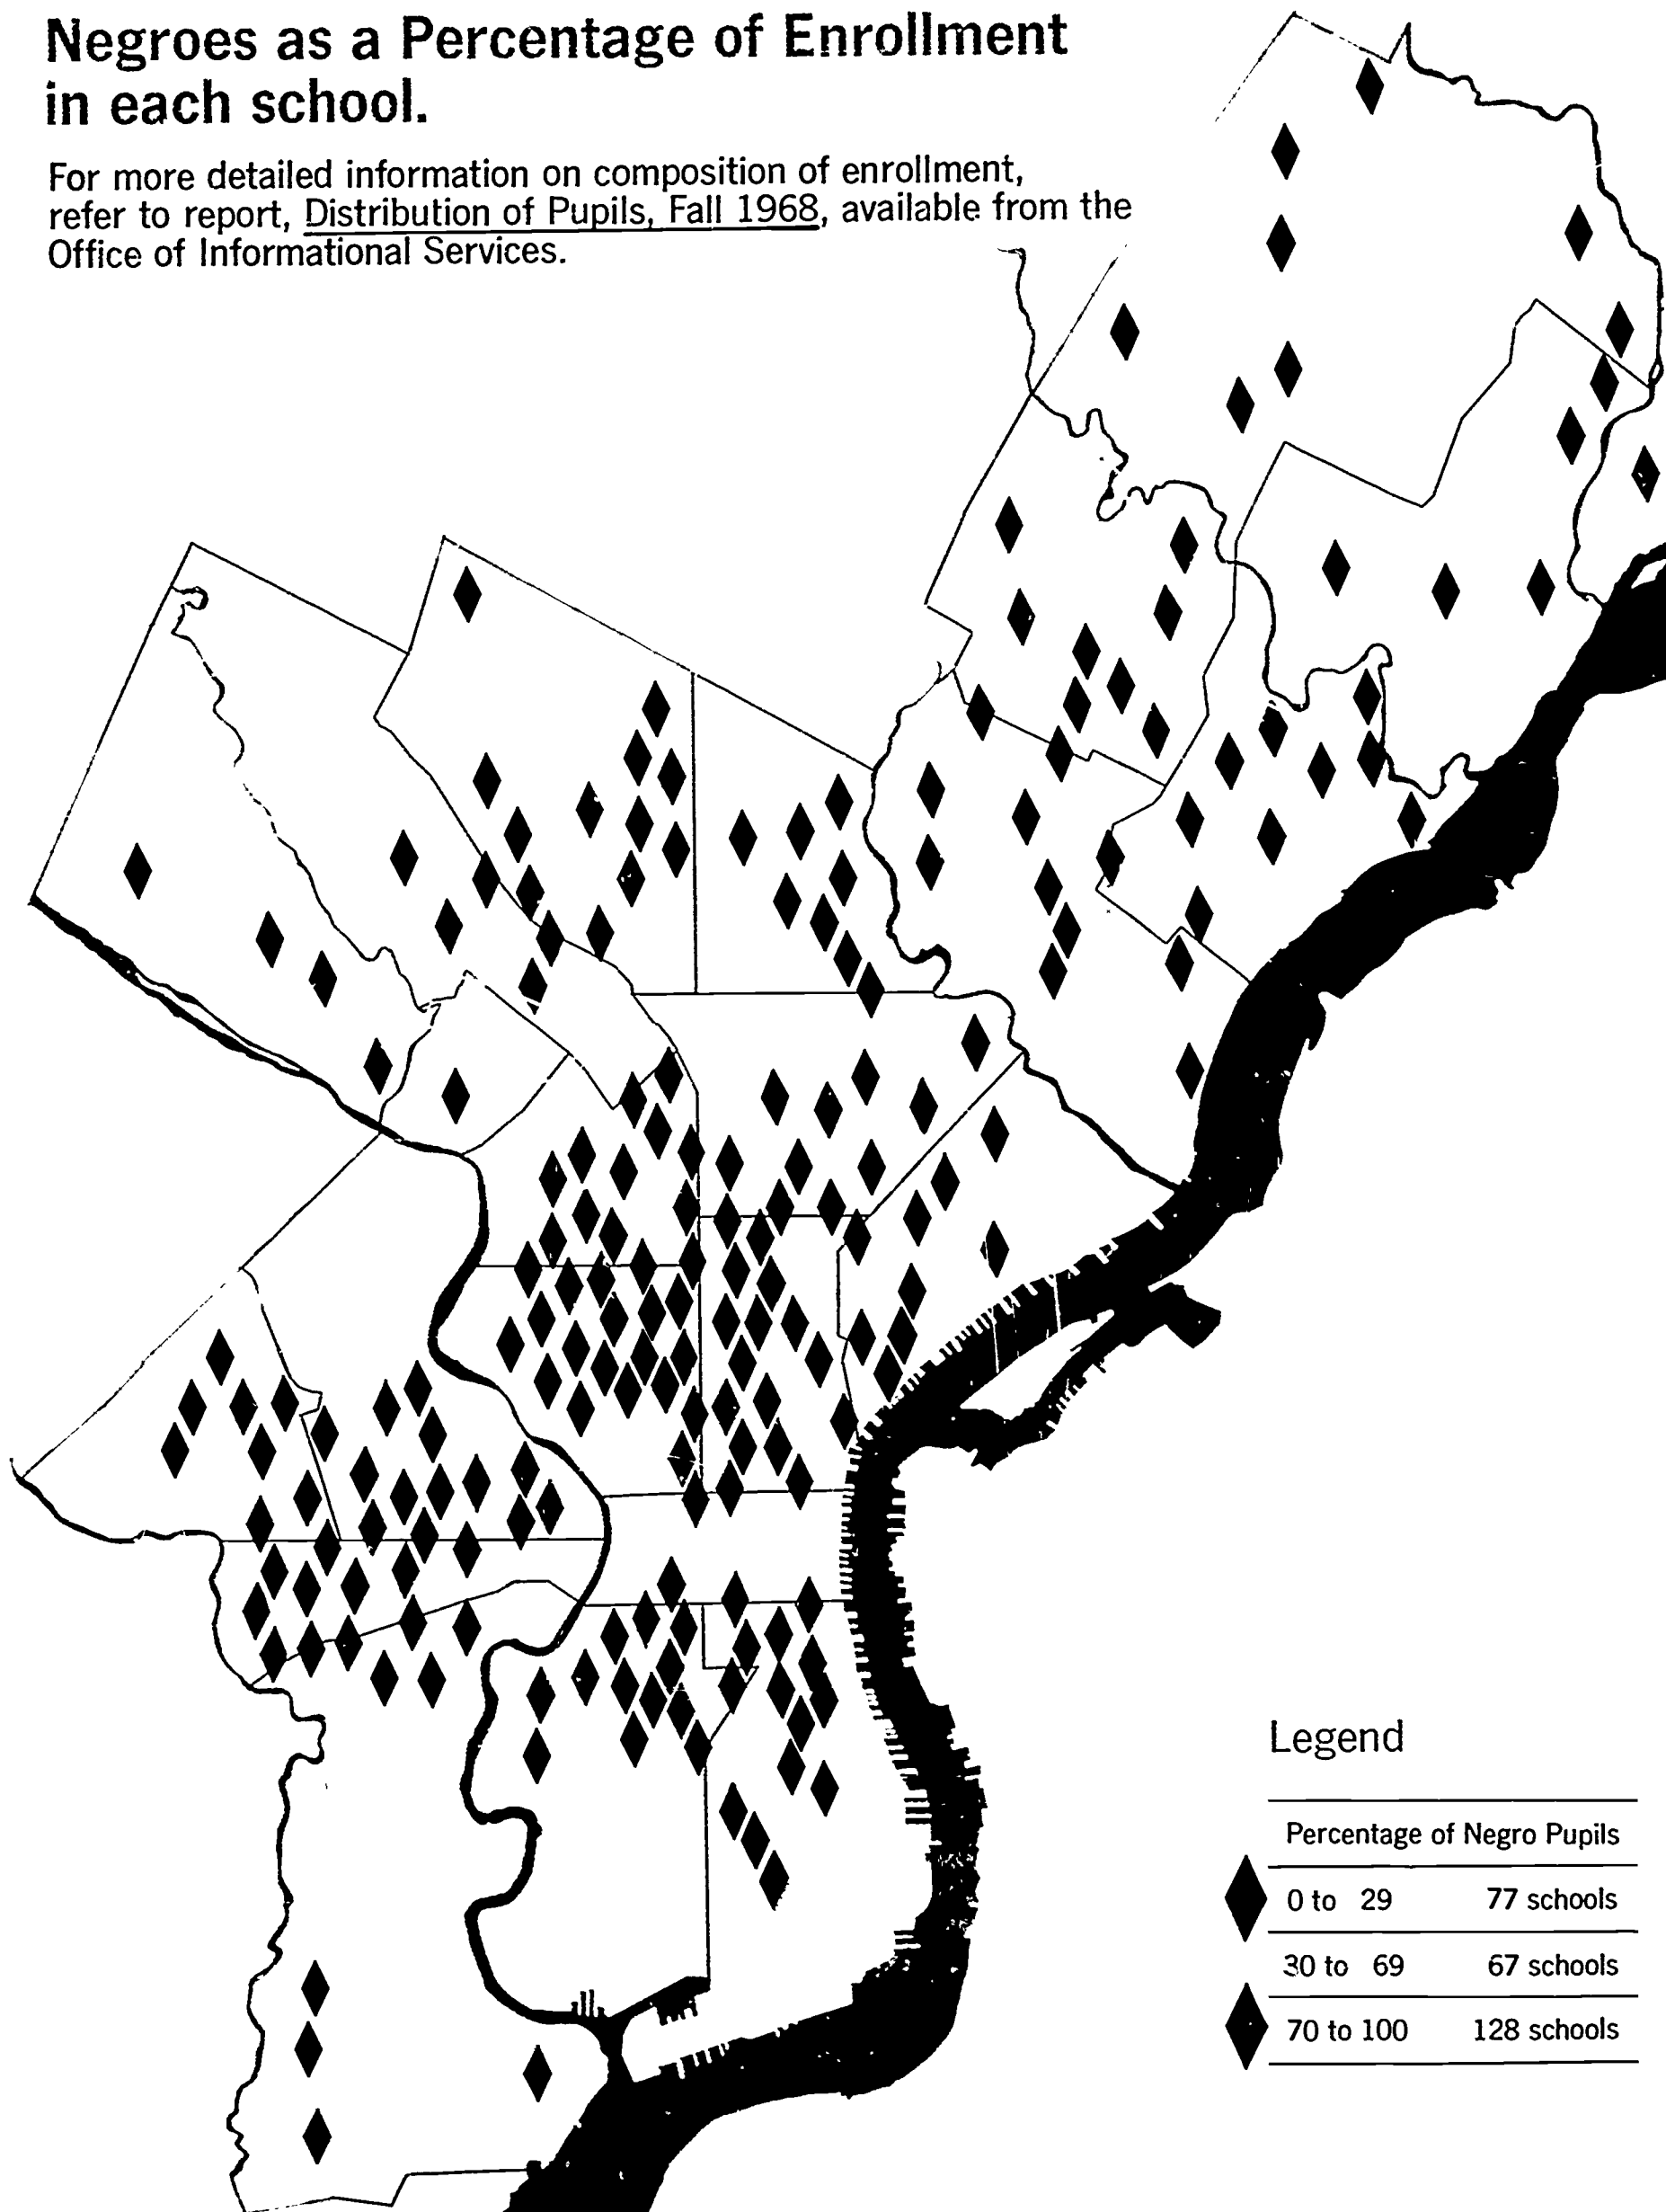 Negroes as a Percentage of Enrollment
in each school.
For more detailed information on composition of enrollment,
refer to report, Distribution of Pupils, Fall 1968, available from the
Office of Informational Services.
Legend
Percentage of Negro Pupils
0 to 29 77 schools
30 to 69 67 schools
70 to 100 128 schools